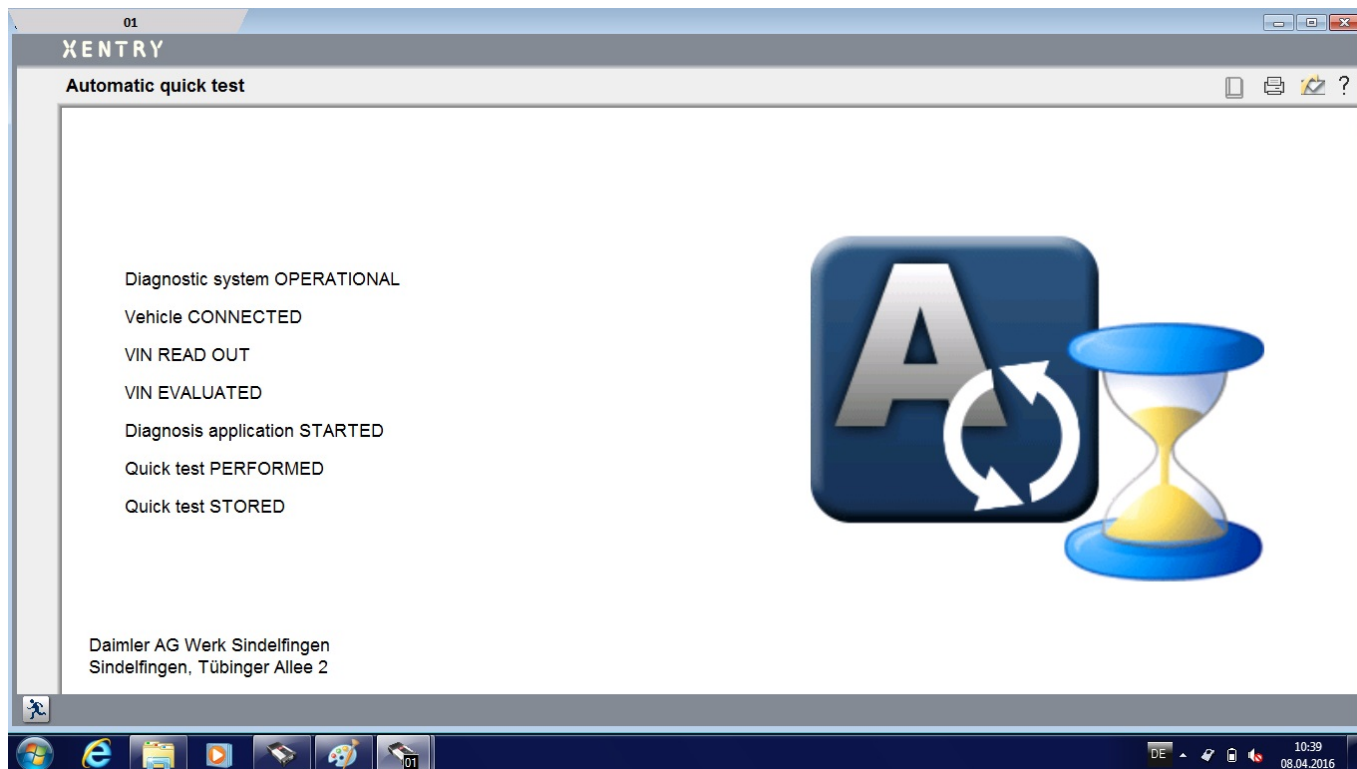 01
XENTRY
Automatic quick test
?
Diagnostic system OPERATIONAL
Vehicle CONNECTED
VIN READ OUT
VIN EVALUATED
Diagnosis application STARTED
Quick test PERFORMED
Quick test STORED
A
Daimler AG Werk Sindelfingen
Sindelfingen, Tübinger Allee 2
01
DE
10:39
08.04.2016